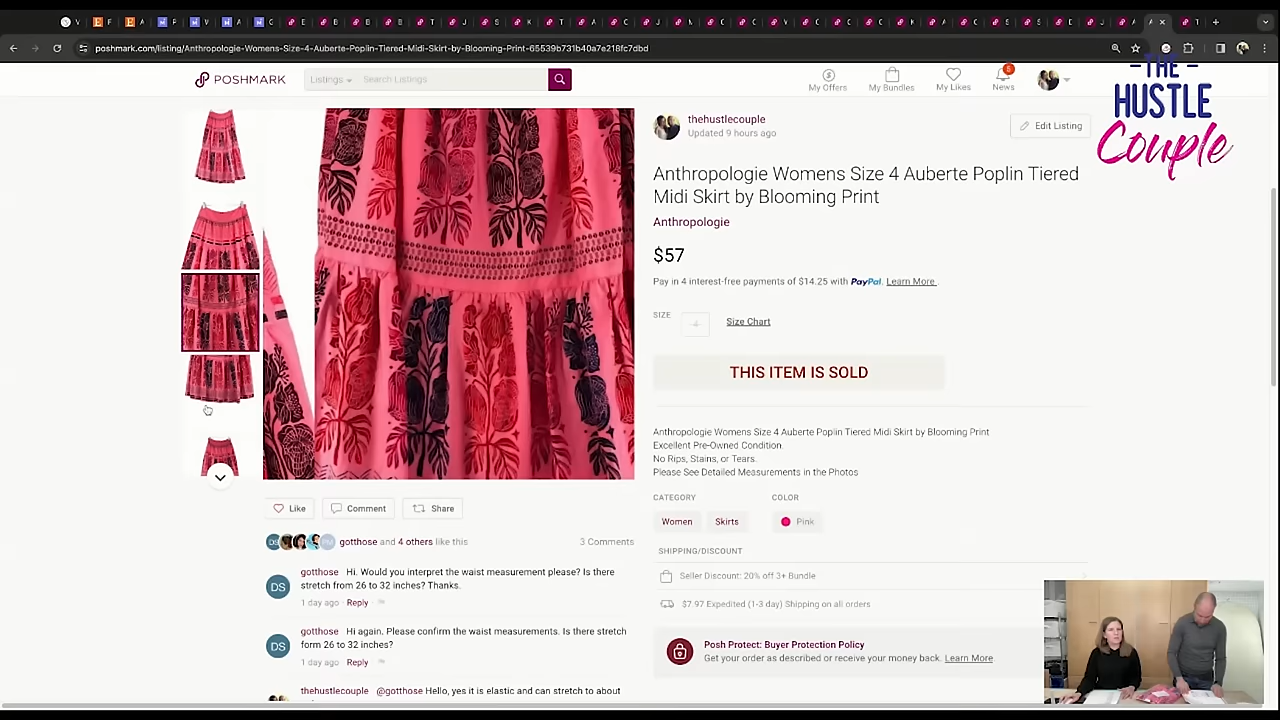 poshmark.com/listing/Anthropologie-Womens-Size-4-Auberte-Poplin-Tiered-Midi-Skirt-by-Blooming-Print-65539b731b40a7e218fc7dbd
POSHMARK
Listings
Search Listings
My Offers
My Bundles
My Likes
5
News
-THE-
HUSTLE
Couple
thehustlecouple
Updated 9 hours ago
Edit Listing
Anthropologie Womens Size 4 Auberte Poplin Tiered
Midi Skirt by Blooming Print
Anthropologie
$57
Pay in 4 interest-free payments of $14.25 with PayPal. Learn More.
SIZE
4
Size Chart
THIS ITEM IS SOLD
Anthropologie Womens Size 4 Auberte Poplin Tiered Midi Skirt by Blooming Print
Excellent Pre-Owned Condition
No Rips, Stains, or Tears.
Please See Detailed Measurements in the Photos
CATEGORY
COLOR
Women
Skirts
Pink
SHIPPING/DISCOUNT
Seller Discount: 20% off 3+ Bundle
$7.97 Expedited (1-3 day) Shipping on all orders
Posh Protect: Buyer Protection Policy
Get your order as described or receive your money back. Learn More
Like
Comment
Share
gotthose and 4 others like this
3 Comments
DS
gotthose Hi. Would you interpret the waist measurement please? Is there
stretch from 26 to 32 inches? Thanks.
1 day ago Reply
DS
gotthose Hi again. Please confirm the waist measurements. Is there stretch
form 26 to 32 inches?
1 day ago Reply
thehustlecouple @gotthose Hello, yes it is elastic and can stretch to about